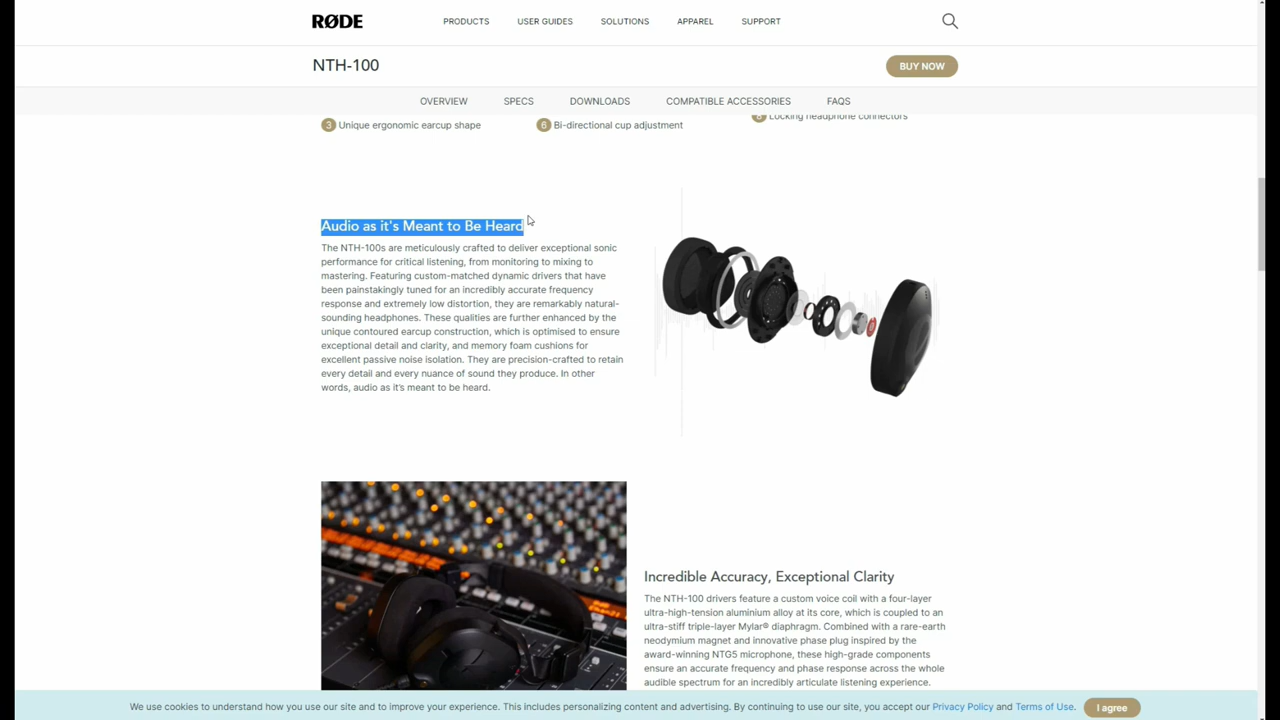 RØDE
PRODUCTS
USER GUIDES
SOLUTIONS
APPAREL
SUPPORT
NTH-100
BUY NOW
OVERVIEW
SPECS
DOWNLOADS
COMPATIBLE ACCESSORIES
FAQS
3 Unique ergonomic earcup shape
6 Bi-directional cup adjustment
8 Locking headphone connectors
Audio as it's Meant to Be Heard
The NTH-100s are meticulously crafted to deliver exceptional sonic
performance for critical listening, from monitoring to mixing to
mastering. Featuring custom-matched dynamic drivers that have
been painstakingly tuned for an incredibly accurate frequency
response and extremely low distortion, they are remarkably natural-
sounding headphones. These qualities are further enhanced by the
unique contoured earcup construction, which is optimised to ensure
exceptional detail and clarity, and memory foam cushions for
excellent passive noise isolation. They are precision-crafted to retain
every detail and every nuance of sound they produce. In other
words, audio as it's meant to be heard.
Incredible Accuracy, Exceptional Clarity
The NTH-100 drivers feature a custom voice coil with a four-layer
ultra-high-tension aluminium alloy at its core, which is coupled to an
ultra-stiff triple-layer Mylar® diaphragm. Combined with a rare-earth
neodymium magnet and innovative phase plug inspired by the
award-winning NTG5 microphone, these high-grade components
ensure an accurate frequency and phase response across the whole
audible spectrum for an incredibly articulate listening experience.
We use cookies to understand how you use our site and to improve your experience. This includes personalizing content and advertising. By continuing to use our site, you accept our Privacy Policy and Terms of Use.
I agree